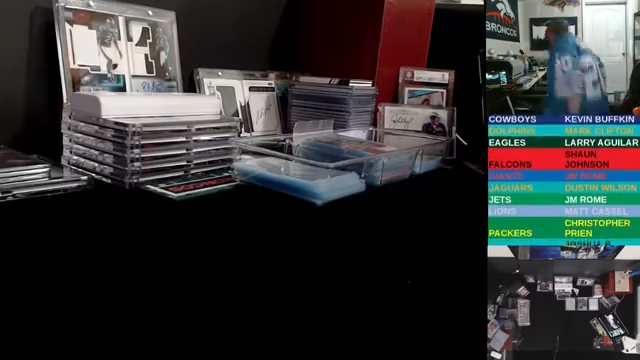 BRONCOS
COWBOYS KEVIN BUFFKIN
DOLPHINS MARK CLIFTON
EAGLES LARRY AGUILAR
FALCONS SHAUN JOHNSON
GIANTS JM ROME
JAGUARS DUSTIN WILSON
JETS JM ROME
LIONS MATT CASSEL
PACKERS CHRISTOPHER PRIEN
JOSHUA B